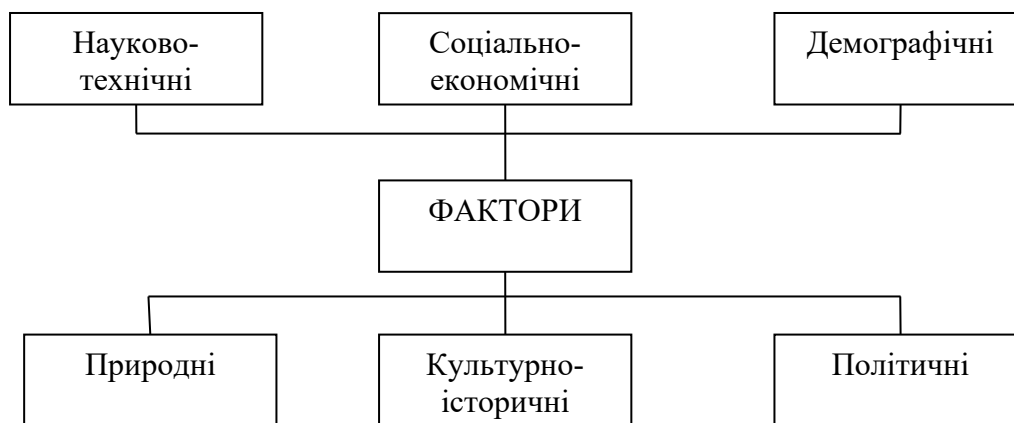 Науково-
технічні
Соціально-
економічні
Демографічні
ФАКТОРИ
Природні
Культурно-
історичні
Політичні